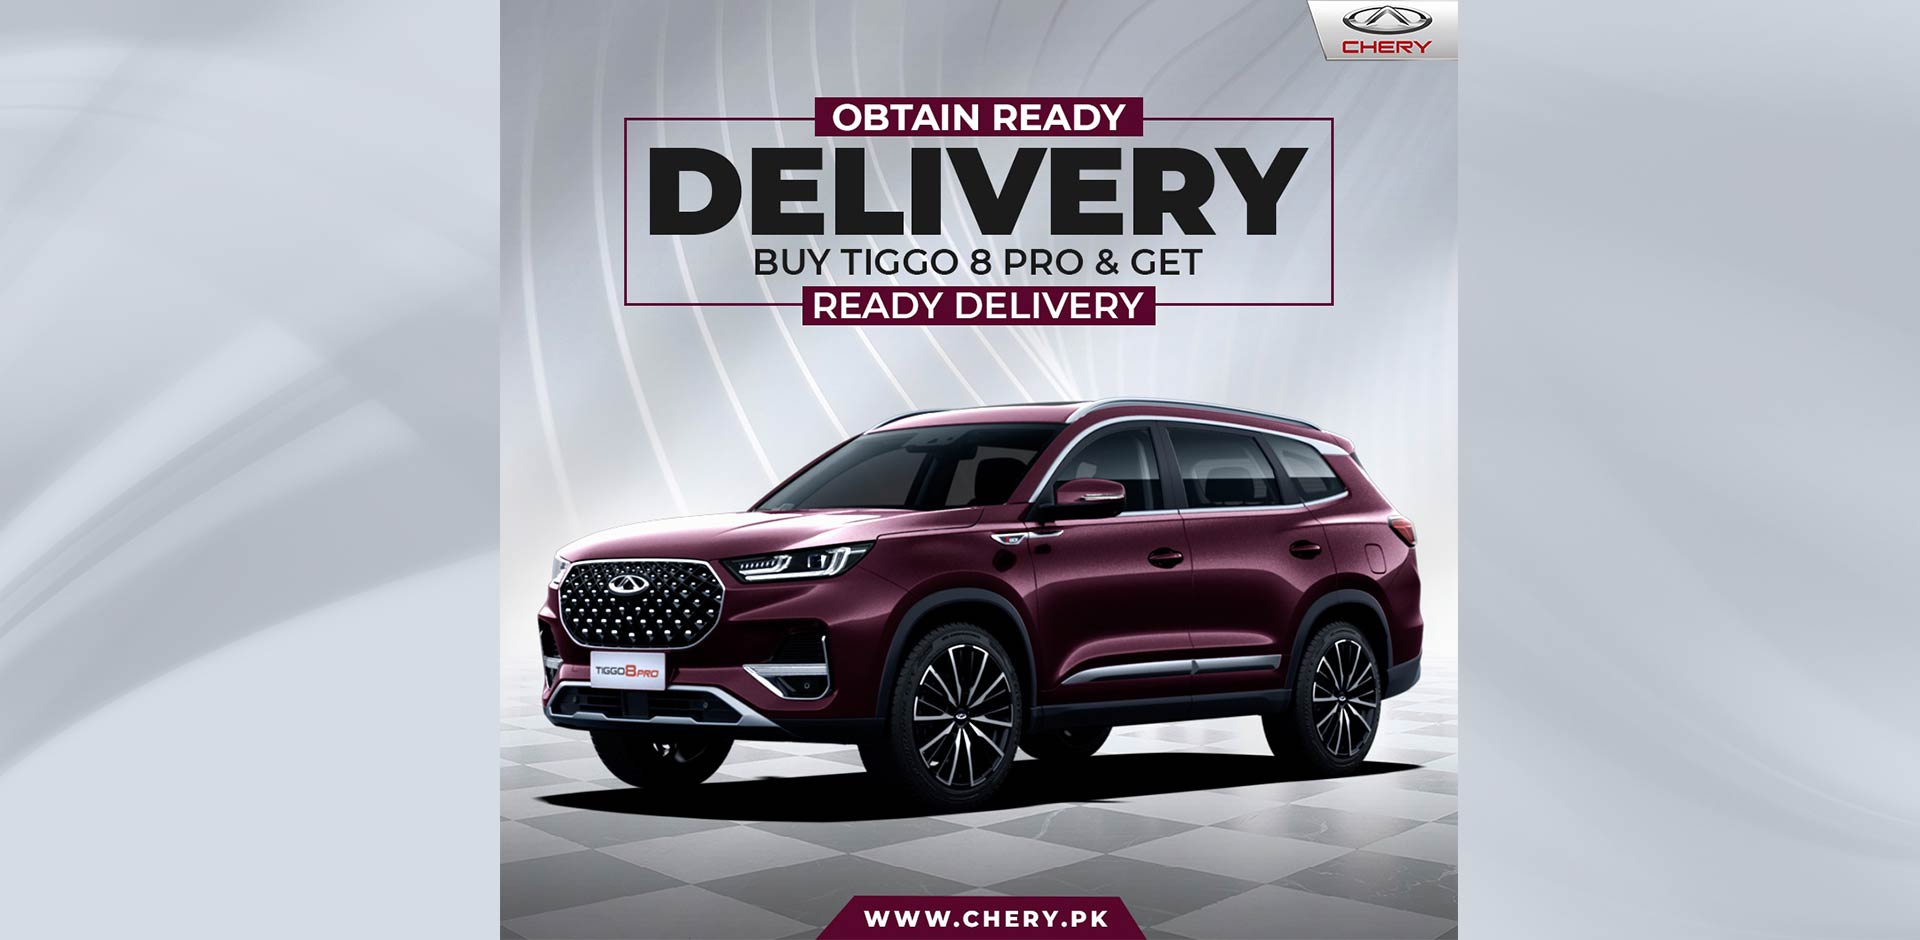 CHERY
OBTAIN READY
DELIVERY
BUY TIGGO 8 PRO & GET
READY DELIVERY
TIGGO8PRO
WWW.CHERY.PK